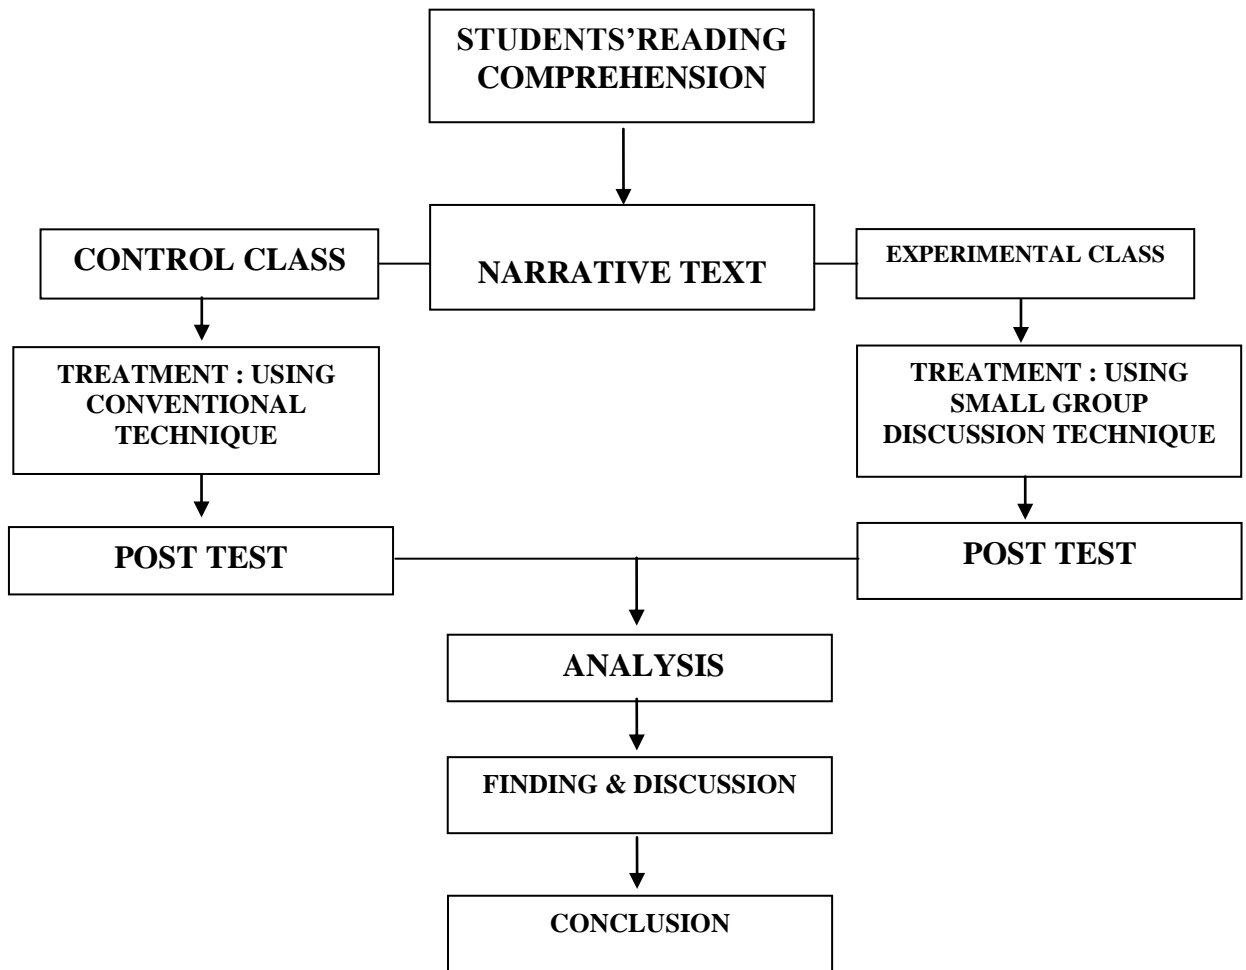 STUDENTS’READING
COMPREHENSION
CONTROL CLASS
NARRATIVE TEXT
EXPERIMENTAL CLASS
TREATMENT : USING
CONVENTIONAL
TECHNIQUE
TREATMENT : USING
SMALL GROUP
DISCUSSION TECHNIQUE
POST TEST
POST TEST
ANALYSIS
FINDING & DISCUSSION
CONCLUSION